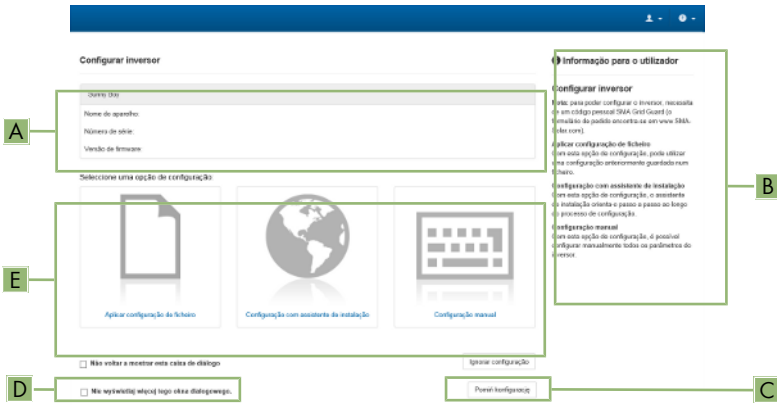 Configurar inversor
Sunny Boy
Nome do aparelho:
Número de série:
Versão de firmware:
A
Seleccione uma opção de configuração:
E
Aplicar configuração de ficheiro
Configuração com assistente de instalação
Configuração manual
Não voltar a mostrar esta caixa de diálogo
Ignorar configuração
D
Nie wyświetlaj więcej tego okna dialogowego.
Pomiń konfigurację
C
Informação para o utilizador
Configurar inversor
Nota: para poder configurar o inversor, necessita
de um código pessoal SMA Grid Guard (o
formulário de pedido encontra-se em www.SMA-
Solar.com).
Aplicar configuração de ficheiro
Com esta opção de configuração, pode utilizar
uma configuração anteriormente guardada num
ficheiro.
Configuração com assistente de instalação
Com esta opção de configuração, o assistente
de instalação orienta-o passo a passo ao longo
do processo de configuração.
Configuração manual
Com esta opção de configuração, é possível
configurar manualmente todos os parâmetros do
inversor.
B